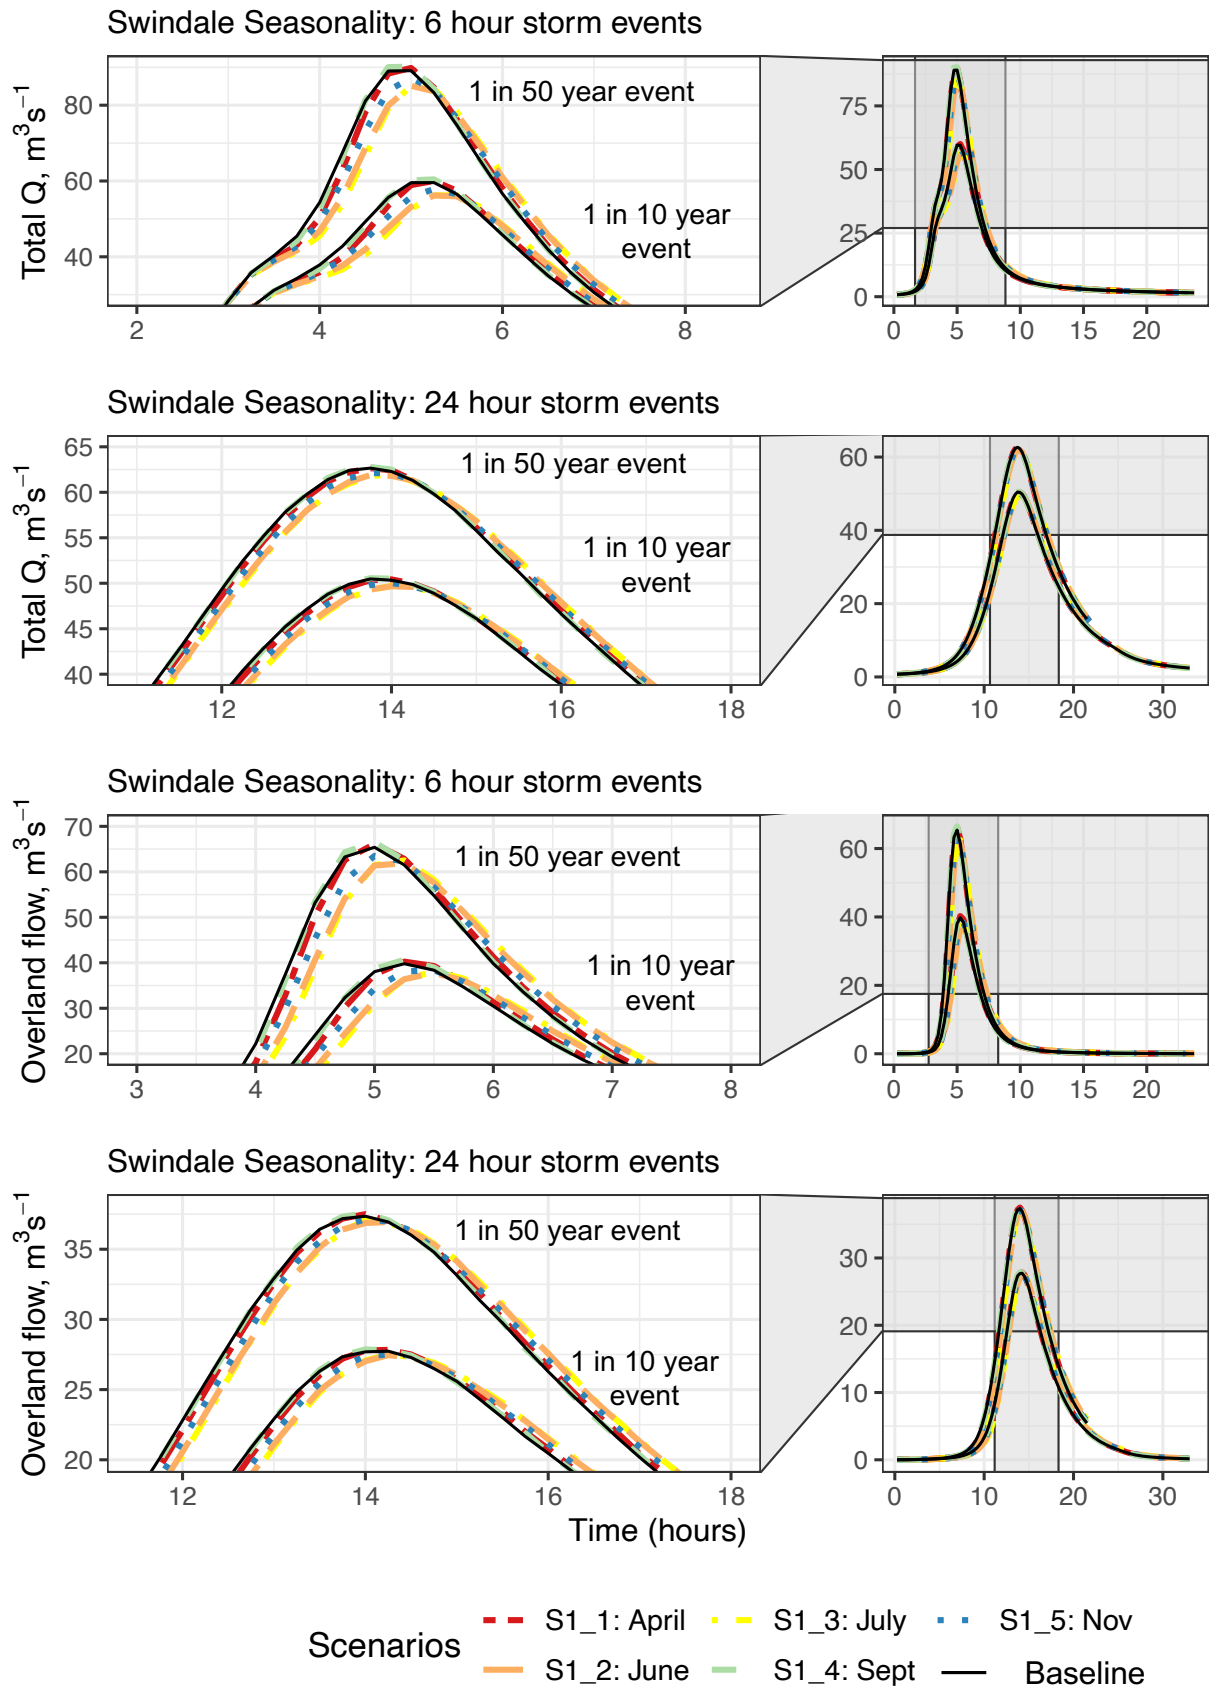 Swindale Seasonality: 6 hour storm events
Total Q, m³s⁻¹
80
60
40
1 in 50 year event
1 in 10 year
event
2 4 6 8
75
50
25
0
0 5 10 15 20
Swindale Seasonality: 24 hour storm events
Total Q, m³s⁻¹
65
60
55
50
45
40
1 in 50 year event
1 in 10 year
event
12 14 16 18
60
40
20
0
0 10 20 30
Swindale Seasonality: 6 hour storm events
Overland flow, m³s⁻¹
70
60
50
40
30
20
1 in 50 year event
1 in 10 year
event
3 4 5 6 7 8
60
40
20
0
0 5 10 15 20
Swindale Seasonality: 24 hour storm events
Overland flow, m³s⁻¹
35
30
25
20
1 in 50 year event
1 in 10 year
event
12 14 16 18
30
20
10
0
0 10 20 30
Time (hours)
Scenarios
S1_1: April S1_3: July S1_5: Nov
S1_2: June S1_4: Sept Baseline